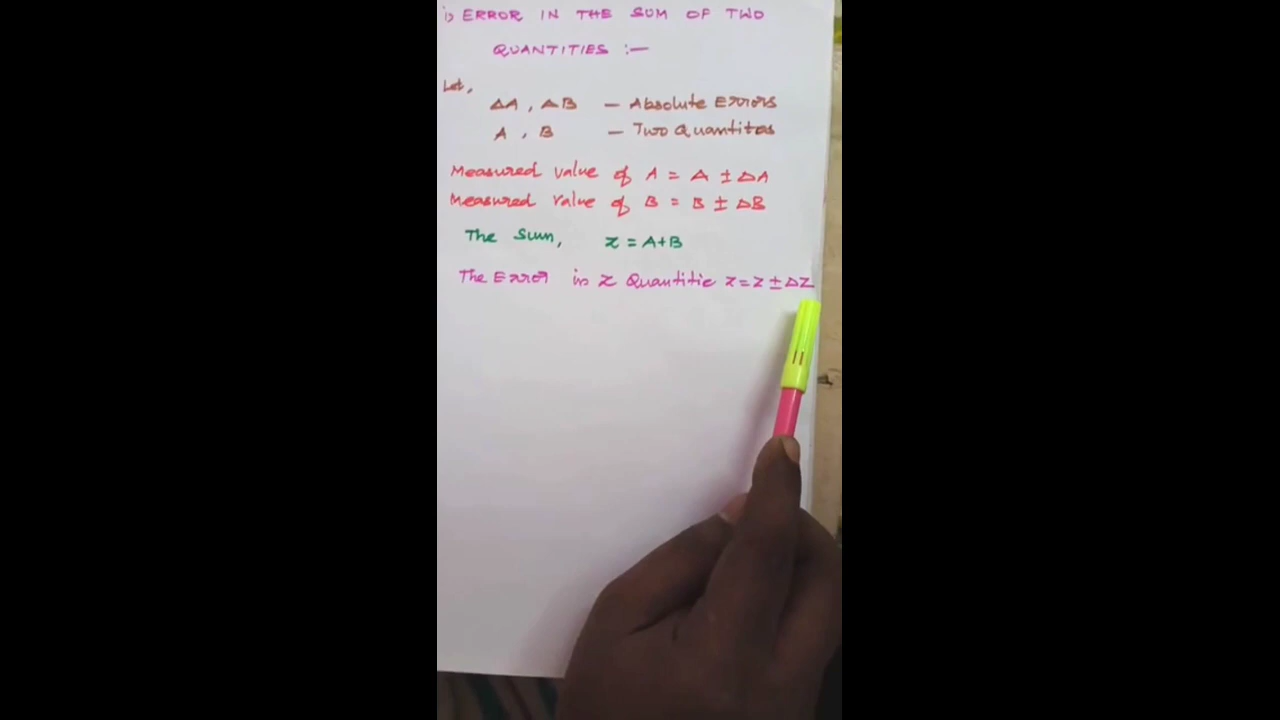 i) ERROR IN THE SUM OF TWO
QUANTITIES :-
Let,
ΔA, ΔB - Absolute Errors
A, B - Two Quantites
Measured value of A = A ± ΔA
Measured value of B = B ± ΔB
The Sum, Z = A+B
The Error in Z Quantitie Z = Z ± ΔZ